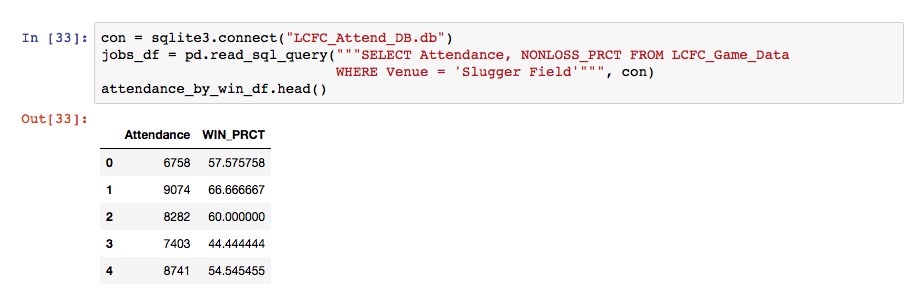 In [33]: con = sqlite3.connect("LCFC_Attend_DB.db")
jobs_df = pd.read_sql_query("""SELECT Attendance, NONLOSS_PRCT FROM LCFC_Game_Data
WHERE Venue = 'Slugger Field'""", con)
attendance_by_win_df.head()
Out[33]:
Attendance WIN_PRCT
0 6758 57.575758
1 9074 66.666667
2 8282 60.000000
3 7403 44.444444
4 8741 54.545455